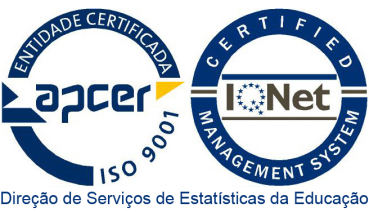 ENTIDADE CERTIFICADA
apcer
ISO 9001
CERTIFIED
IQNet
MANAGEMENT SYSTEM
Direção de Serviços de Estatísticas da Educação